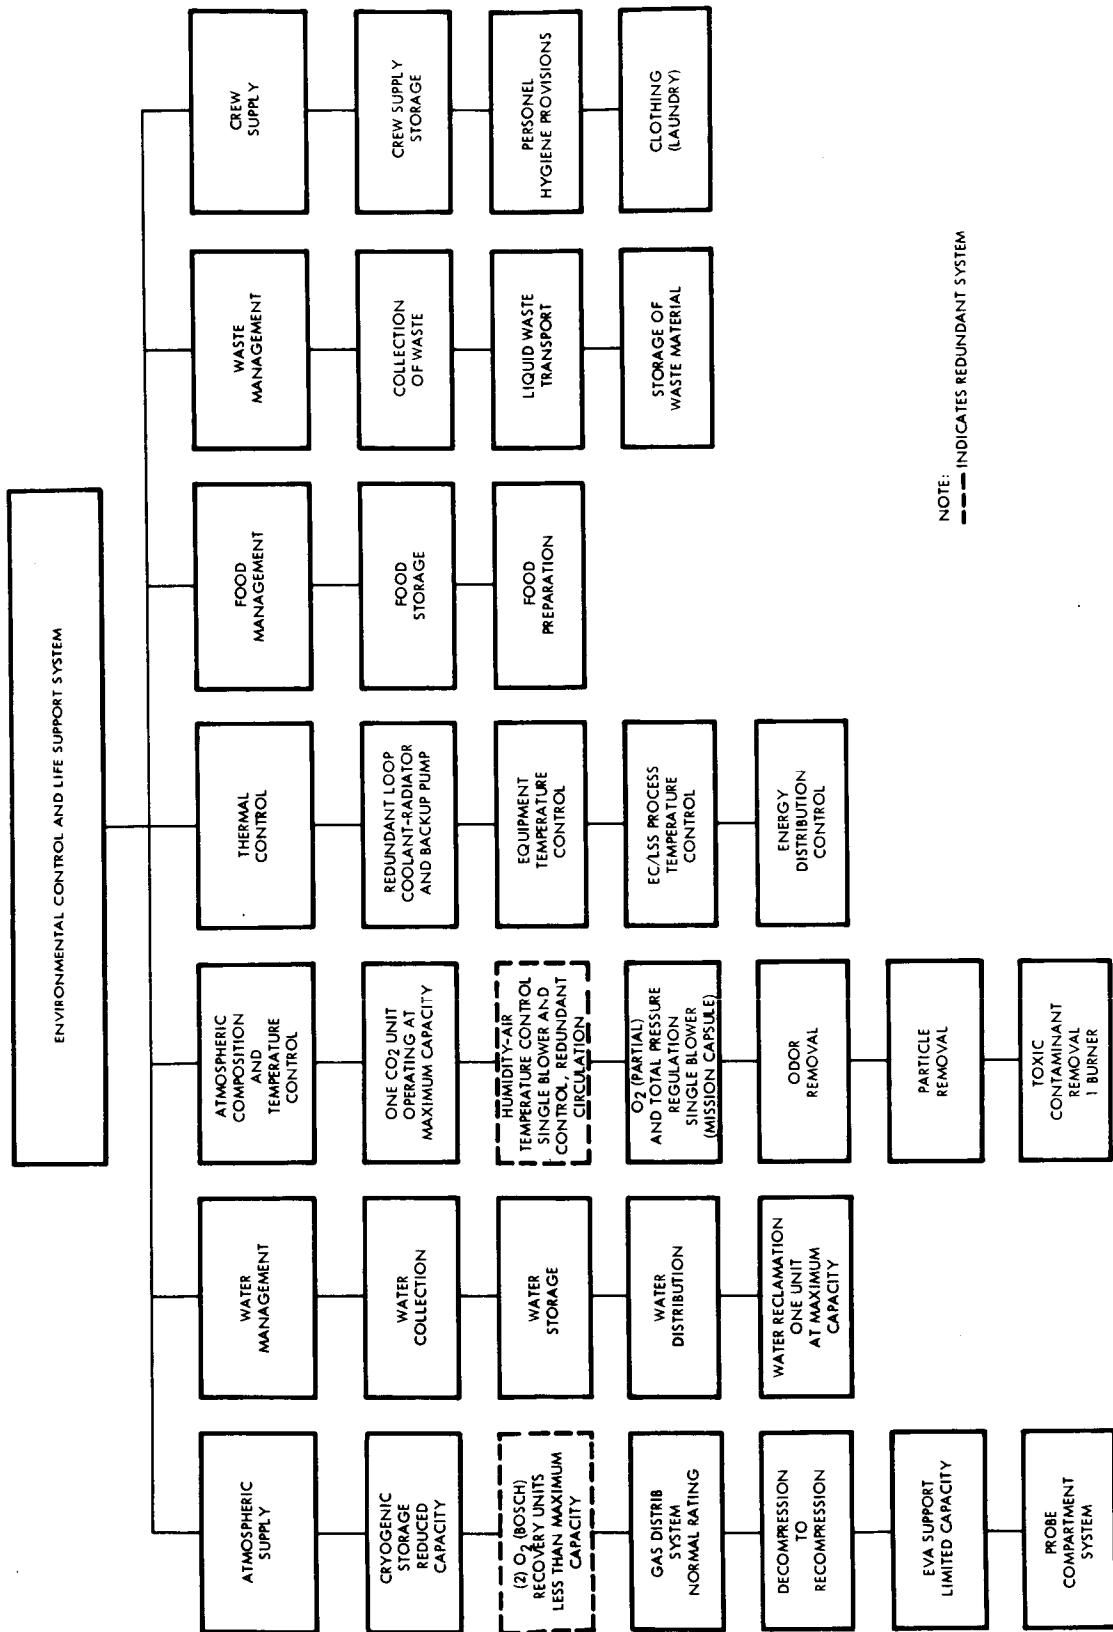 ENVIRONMENTAL CONTROL AND LIFE SUPPORT SYSTEM
ATMOSPHERIC
SUPPLY
CRYOGENIC
STORAGE
REDUCED
CAPACITY
(2) O2 (BOSCH)
RECOVERY UNITS
LESS THAN MAXIMUM
CAPACITY
GAS DISTRIB
SYSTEM
NORMAL RATING
DECOMPRESSION
TO
RECOMPRESSION
EVA SUPPORT
LIMITED CAPACITY
PROBE
COMPARTMENT
SYSTEM
WATER
MANAGEMENT
WATER
COLLECTION
WATER
STORAGE
WATER
DISTRIBUTION
WATER RECLAMATION
ONE UNIT
AT MAXIMUM
CAPACITY
ATMOSPHERIC
COMPOSITION
AND
TEMPERATURE
CONTROL
ONE CO2 UNIT
OPERATING AT
MAXIMUM CAPACITY
HUMIDITY-AIR
TEMPERATURE CONTROL
SINGLE BLOWER AND
CONTROL, REDUNDANT
CIRCULATION
O2 (PARTIAL)
AND TOTAL PRESSURE
REGULATION
SINGLE BLOWER
(MISSION CAPSULE)
ODOR
REMOVAL
PARTICLE
REMOVAL
TOXIC
CONTAMINANT
REMOVAL
1 BURNER
THERMAL
CONTROL
REDUNDANT LOOP
COOLANT-RADIATOR
AND BACKUP PUMP
EQUIPMENT
TEMPERATURE
CONTROL
EC/LSS PROCESS
TEMPERATURE
CONTROL
ENERGY
DISTRIBUTION
CONTROL
FOOD
MANAGEMENT
FOOD
STORAGE
FOOD
PREPARATION
WASTE
MANAGEMENT
COLLECTION
OF WASTE
LIQUID WASTE
TRANSPORT
STORAGE OF
WASTE MATERIAL
CREW
SUPPLY
CREW SUPPLY
STORAGE
PERSONEL
HYGIENE PROVISIONS
CLOTHING
(LAUNDRY)
NOTE:
INDICATES REDUNDANT SYSTEM